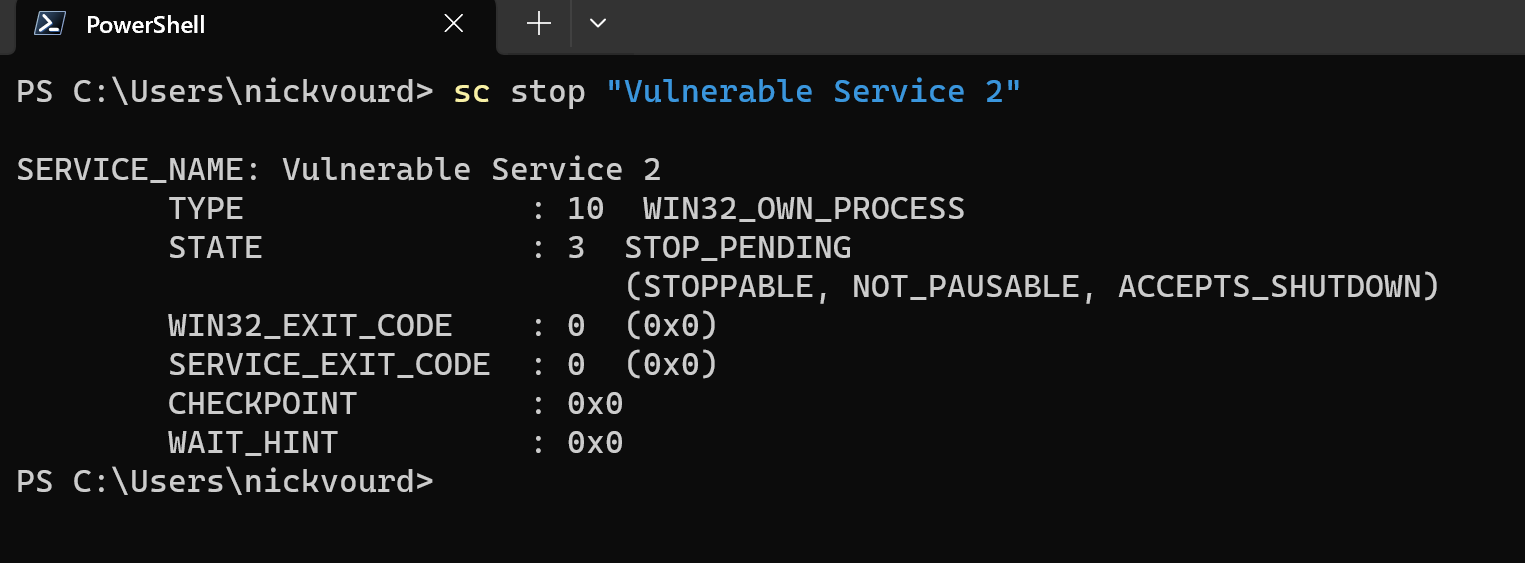 PowerShell
PS C:\Users\nickvourd> sc stop "Vulnerable Service 2"
SERVICE_NAME: Vulnerable Service 2
TYPE : 10 WIN32_OWN_PROCESS
STATE : 3 STOP_PENDING
(STOPPABLE, NOT_PAUSABLE, ACCEPTS_SHUTDOWN)
WIN32_EXIT_CODE : 0 (0x0)
SERVICE_EXIT_CODE : 0 (0x0)
CHECKPOINT : 0x0
WAIT_HINT : 0x0
PS C:\Users\nickvourd>